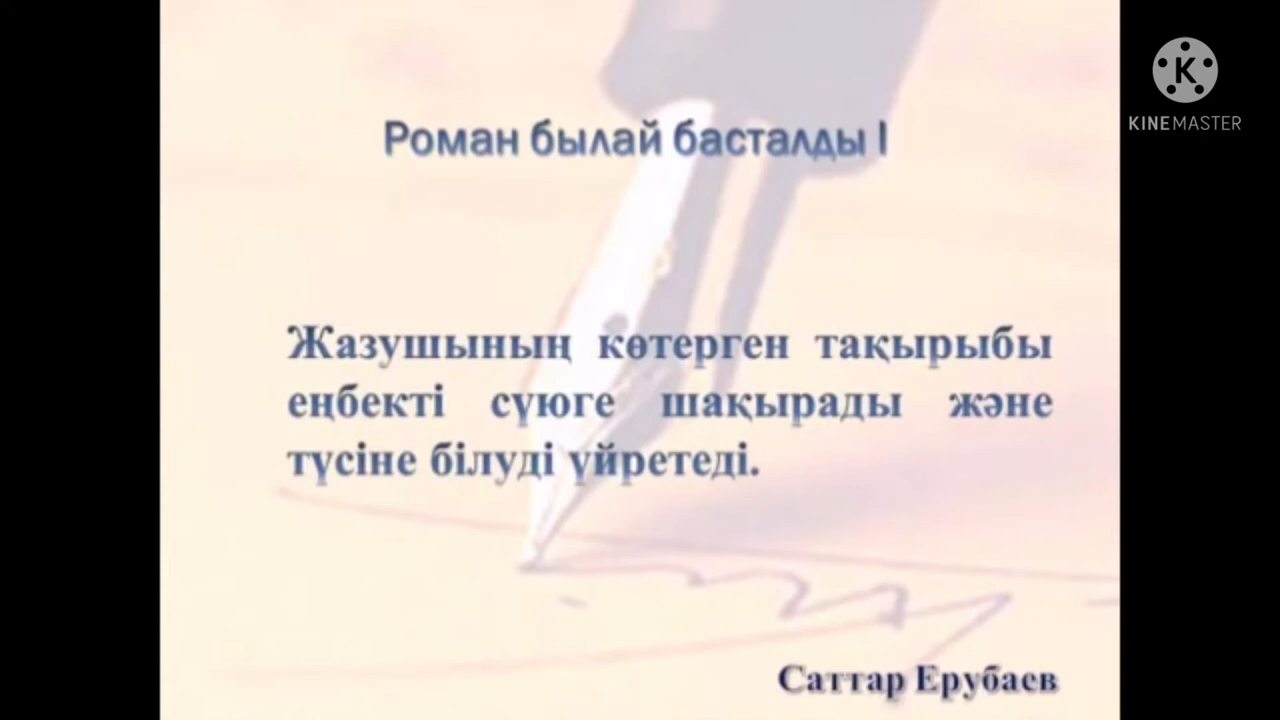 KINEMASTER
Роман былай басталды I
Жазушының көтерген тақырыбы
еңбекті сүюге шақырады және
түсіне білуді үйретеді.
Саттар Ерубаев